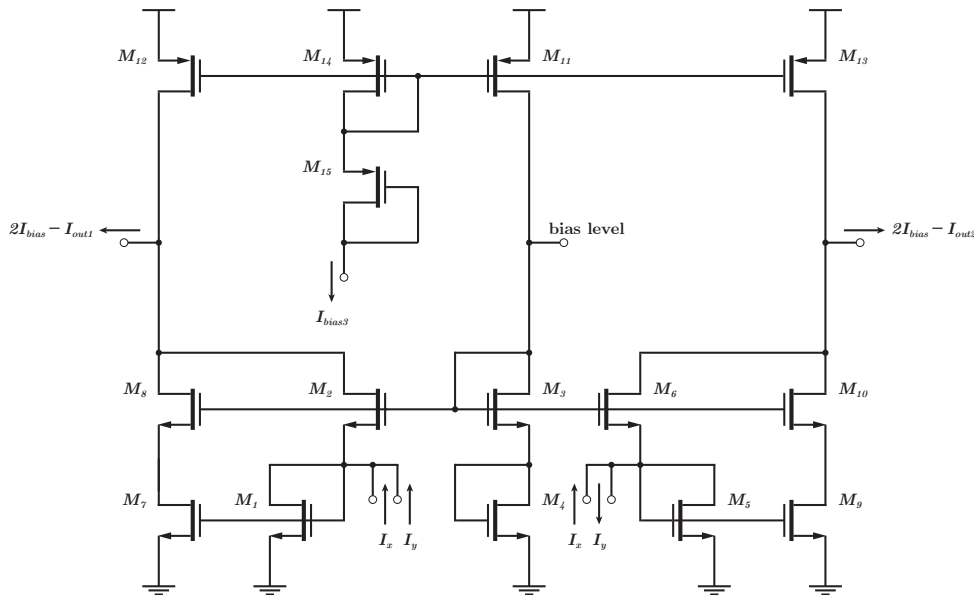 M12
M14
M11
M13
M15
2Ibias − Iout1
bias level
2Ibias − Iout2
Ibias3
M8
M2
M3
M6
M10
M7
M1
M4
M5
M9
Ix
Iy
Ix
Iy